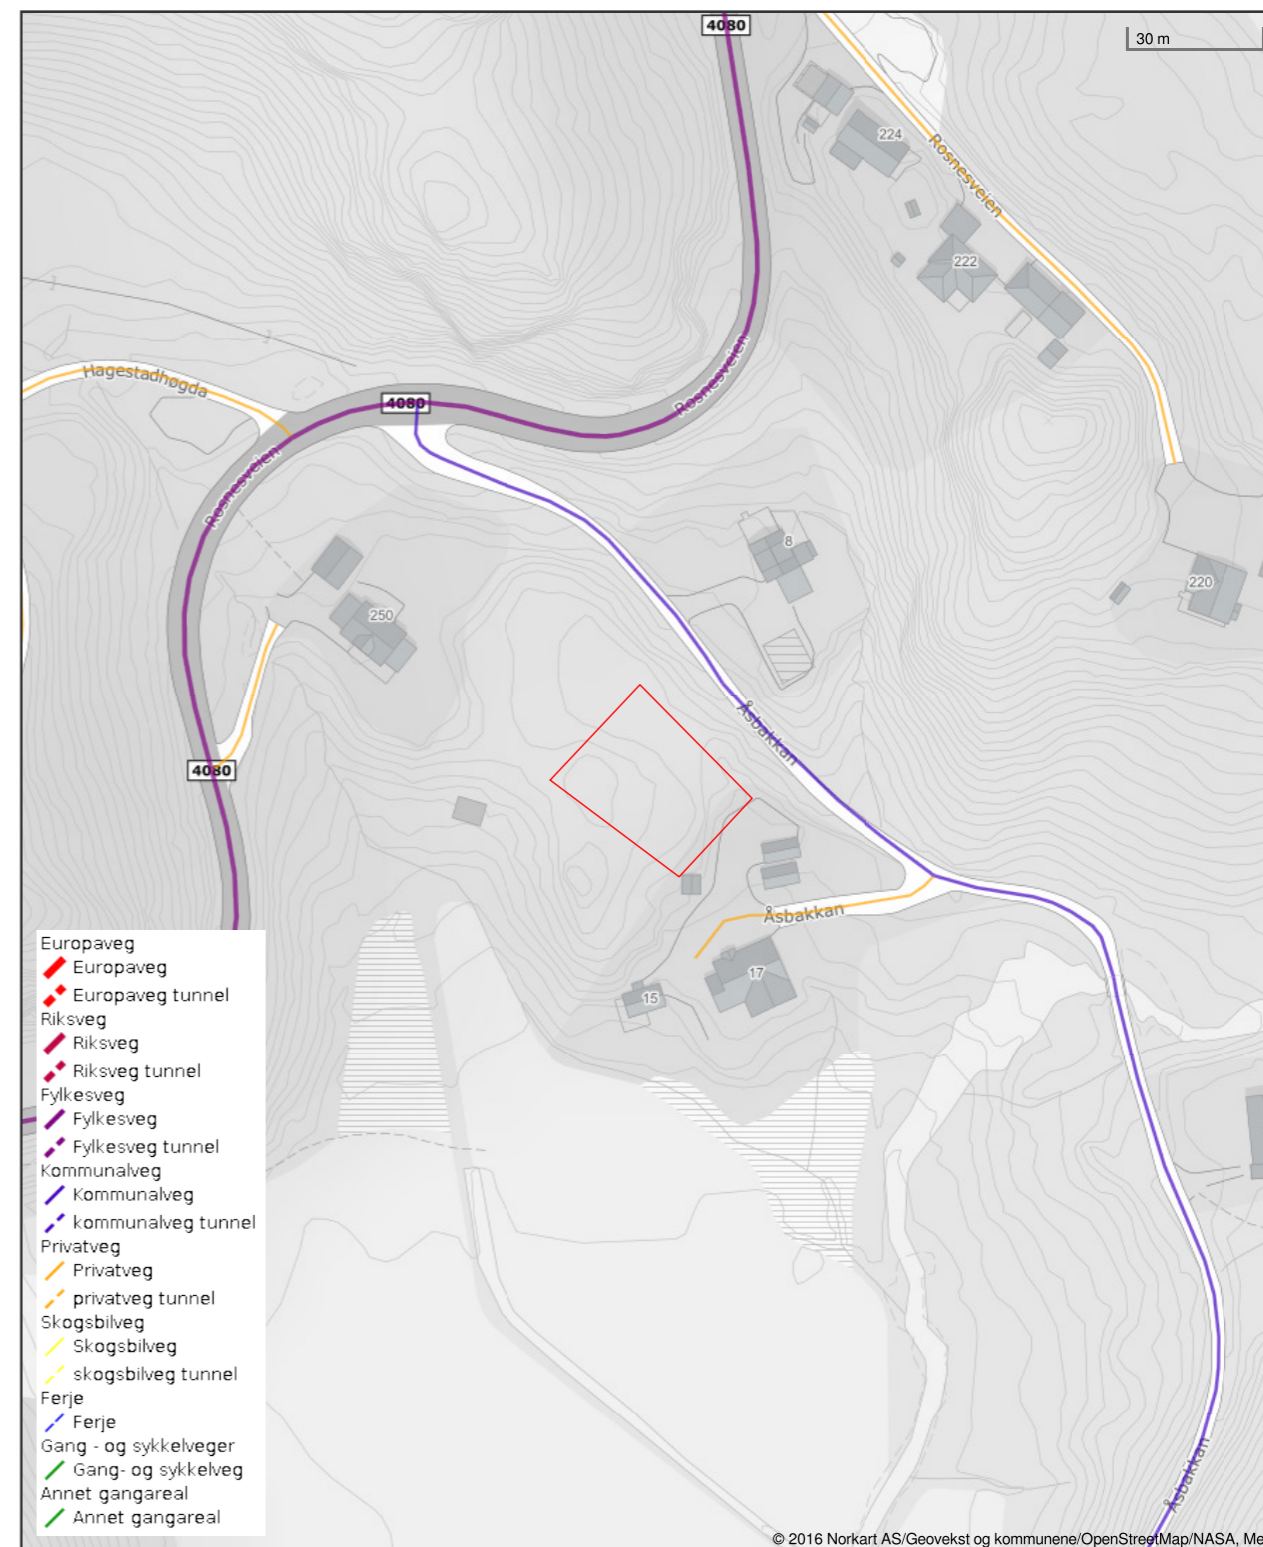 4080
30 m
224
Rosnesveien
222
Hagestadhøgda
4080
Rosnesveien
Rosnesveien
8
220
250
Åsbakkan
4080
Åsbakkan
17
15
Europaveg
Europaveg
Europaveg tunnel
Riksveg
Riksveg
Riksveg tunnel
Fylkesveg
Fylkesveg
Fylkesveg tunnel
Kommunalveg
Kommunalveg
kommunalveg tunnel
Privatveg
Privatveg
privatveg tunnel
Skogsbilveg
Skogsbilveg
skogsbilveg tunnel
Ferje
Ferje
Gang - og sykkelveger
Gang- og sykkelveg
Annet gangareal
Annet gangareal
Åsbakkan
© 2016 Norkart AS/Geovekst og kommunene/OpenStreetMap/NASA, Me